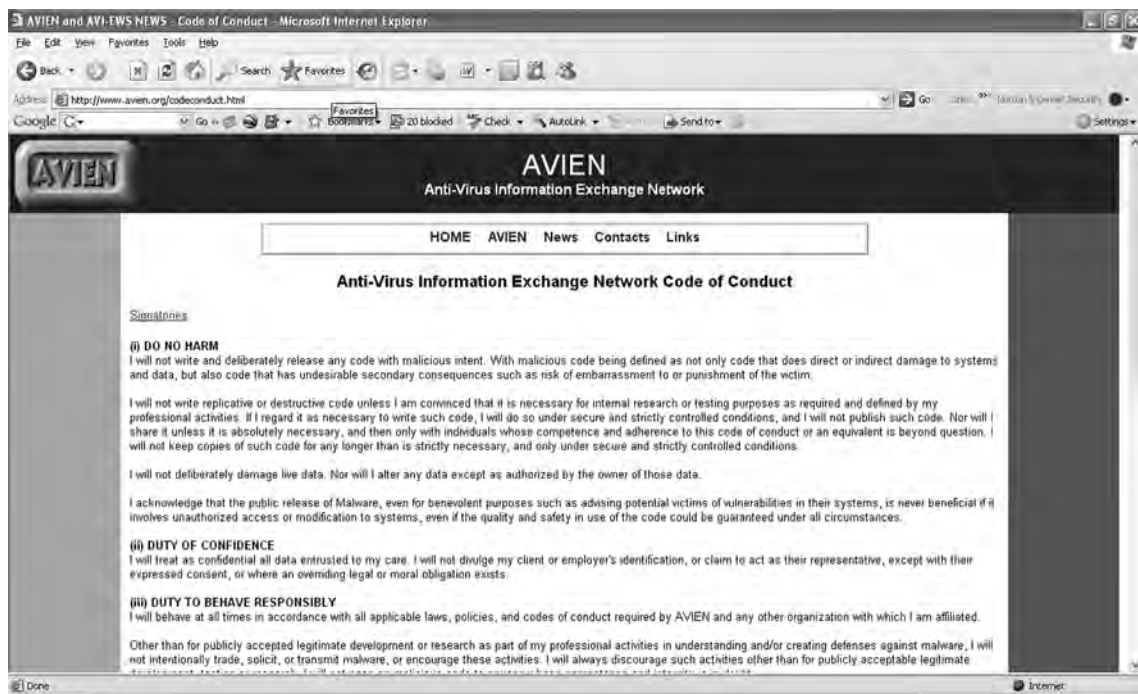 AVIEN and AVI-EWS NEWS - Code of Conduct - Microsoft Internet Explorer
File Edit View Favorites Tools Help
Back Search Favorites
Address http://www.avien.org/codeconduct.html Go
Favorites
Google G Go Bookmarks 20 blocked Check AutoLink Send to Settings
AVIEN
AVIEN
Anti-Virus Information Exchange Network
HOME AVIEN News Contacts Links
Anti-Virus Information Exchange Network Code of Conduct
Signatories
(i) DO NO HARM
I will not write and deliberately release any code with malicious intent. With malicious code being defined as not only code that does direct or indirect damage to systems
and data, but also code that has undesirable secondary consequences such as risk of embarrassment to or punishment of the victim.
I will not write replicative or destructive code unless I am convinced that it is necessary for internal research or testing purposes as required and defined by my
professional activities. If I regard it as necessary to write such code, I will do so under secure and strictly controlled conditions, and I will not publish such code. Nor will I
share it unless it is absolutely necessary, and then only with individuals whose competence and adherence to this code of conduct or an equivalent is beyond question. I
will not keep copies of such code for any longer than is strictly necessary, and only under secure and strictly controlled conditions.
I will not deliberately damage live data. Nor will I alter any data except as authorized by the owner of those data.
I acknowledge that the public release of Malware, even for benevolent purposes such as advising potential victims of vulnerabilities in their systems, is never beneficial if it
involves unauthorized access or modification to systems, even if the quality and safety in use of the code could be guaranteed under all circumstances.
(ii) DUTY OF CONFIDENCE
I will treat as confidential all data entrusted to my care. I will not divulge my client or employer's identification, or claim to act as their representative, except with their
expressed consent, or where an overriding legal or moral obligation exists.
(iii) DUTY TO BEHAVE RESPONSIBLY
I will behave at all times in accordance with all applicable laws, policies, and codes of conduct required by AVIEN and any other organization with which I am affiliated.
Other than for publicly accepted legitimate development or research as part of my professional activities in understanding and/or creating defenses against malware, I will
not intentionally trade, solicit, or transmit malware, or encourage these activities. I will always discourage such activities other than for publicly acceptable legitimate
Done Internet